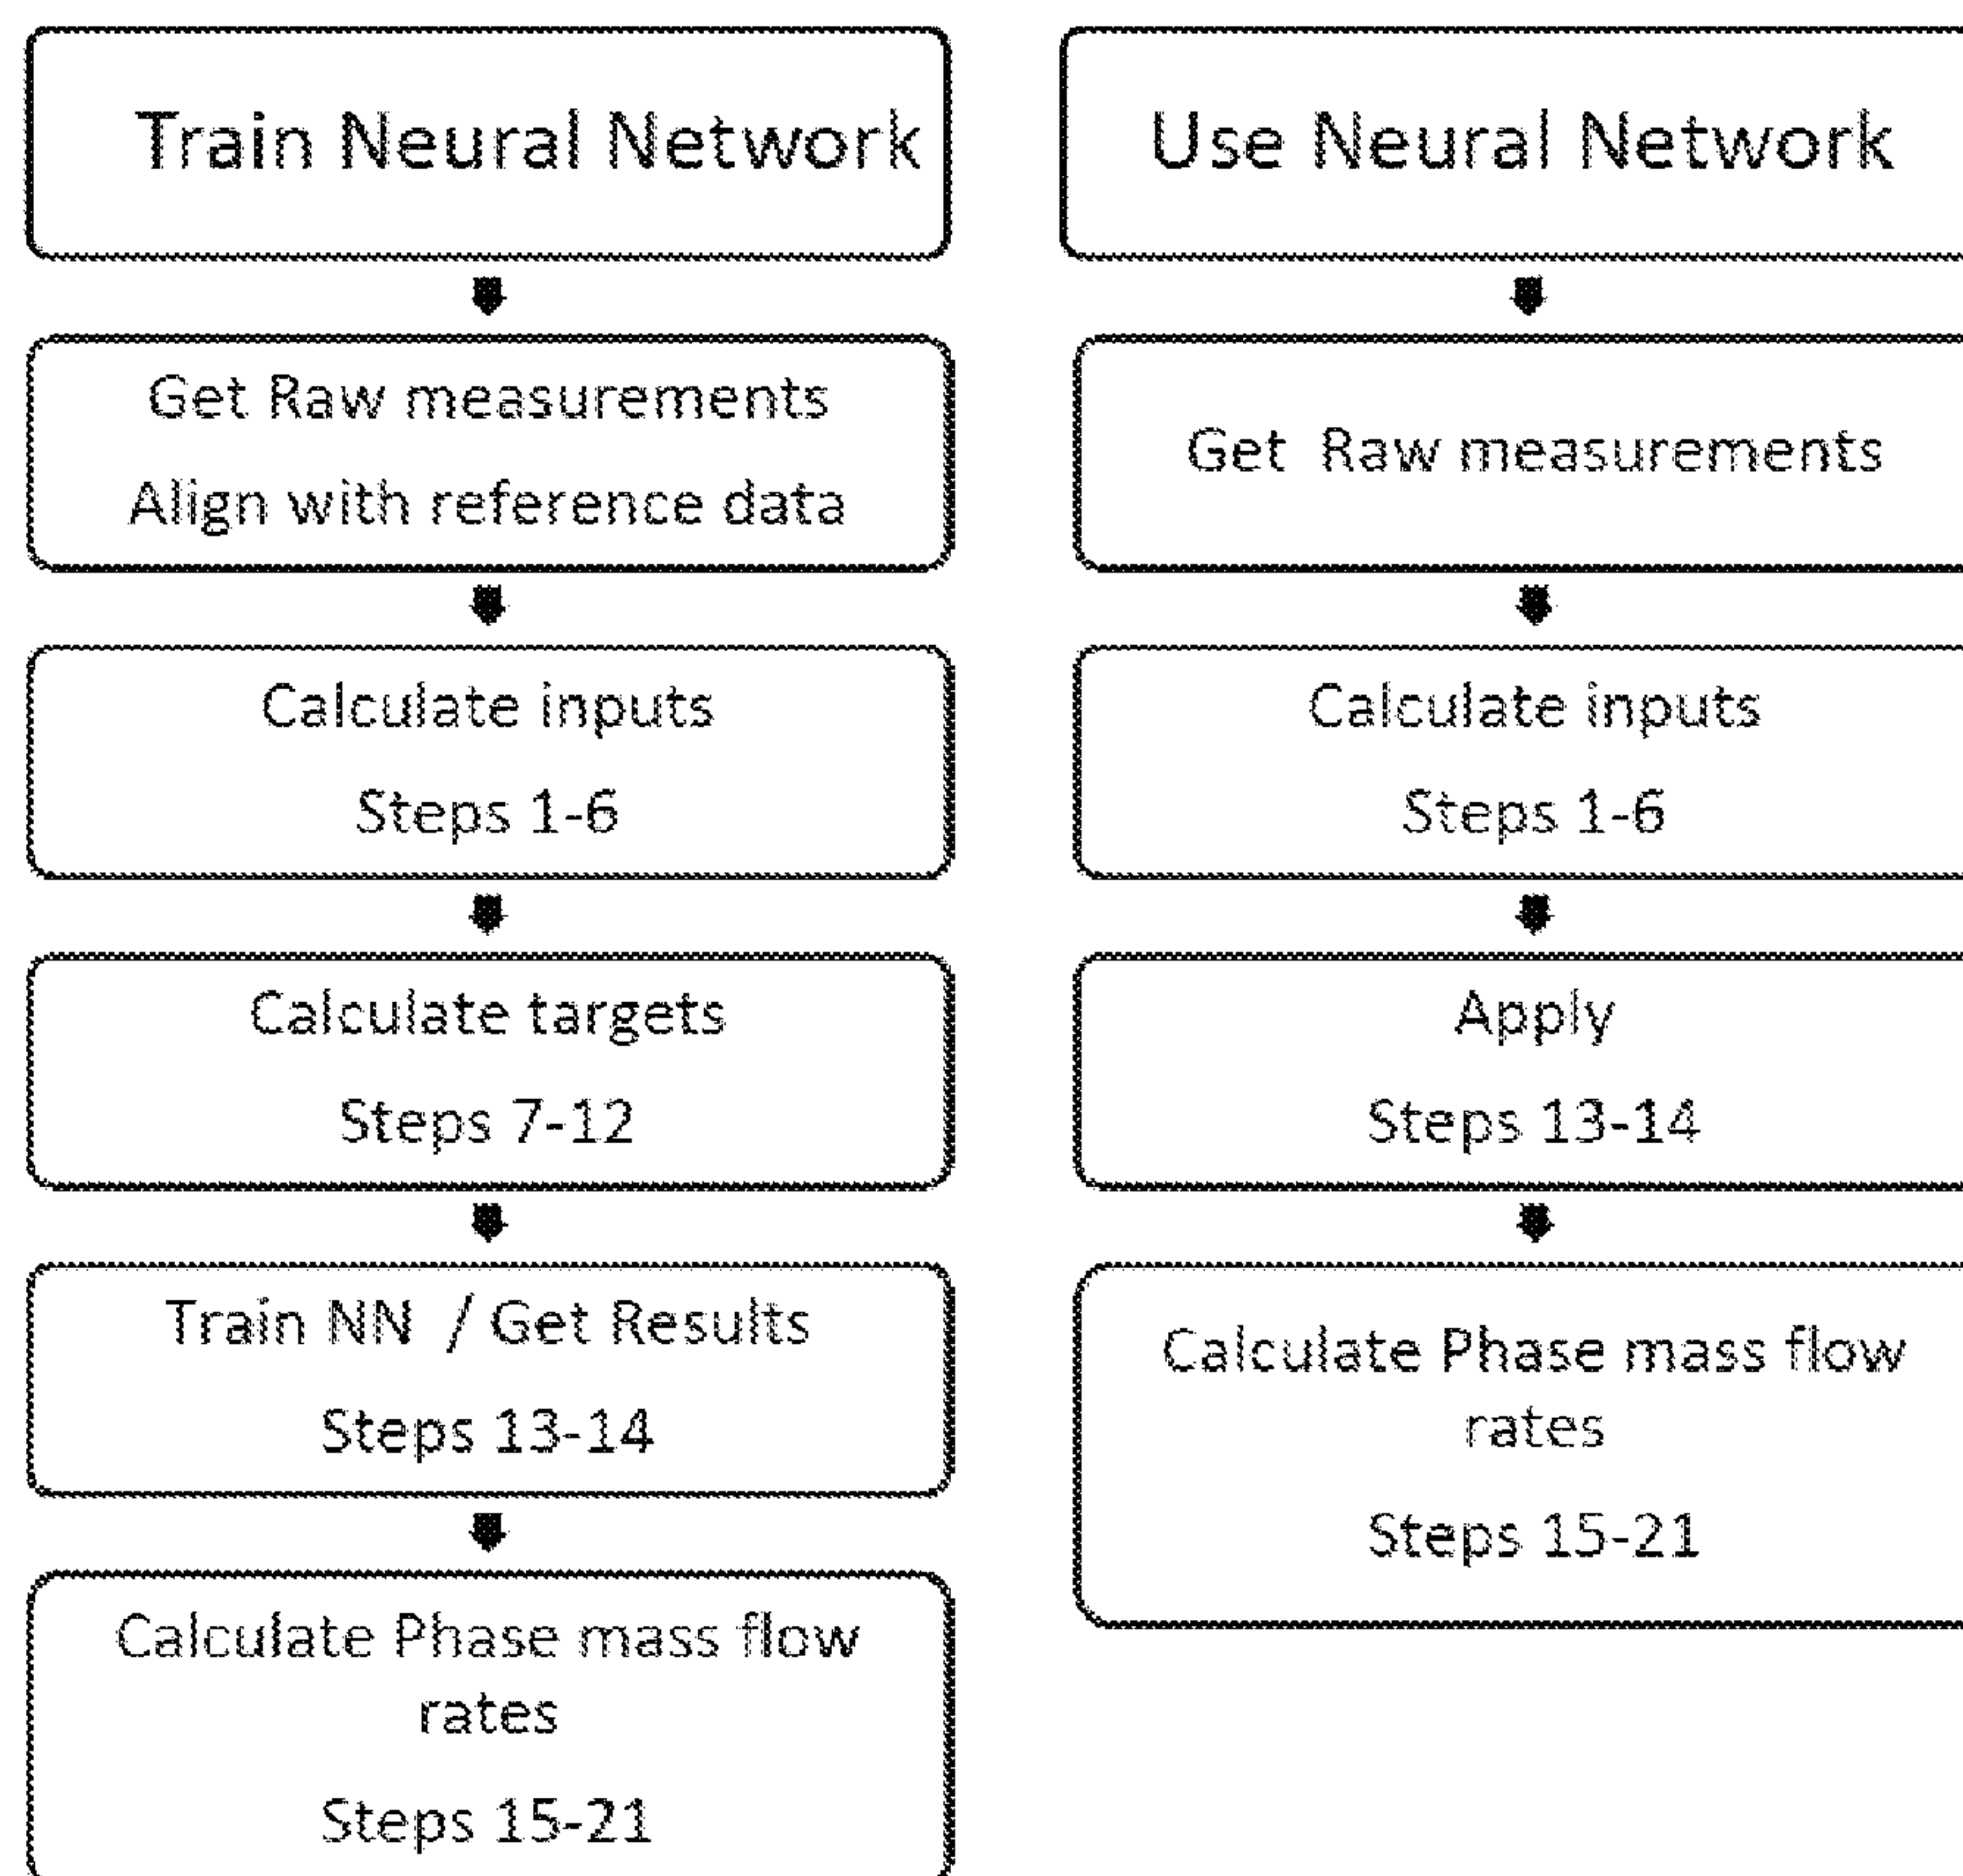 Train Neural Network
Get Raw measurements
Align with reference data
Calculate inputs
Steps 1-6
Calculate targets
Steps 7-12
Train NN / Get Results
Steps 13-14
Calculate Phase mass flow
rates
Steps 15-21
Use Neural Network
Get Raw measurements
Calculate inputs
Steps 1-6
Apply
Steps 13-14
Calculate Phase mass flow
rates
Steps 15-21